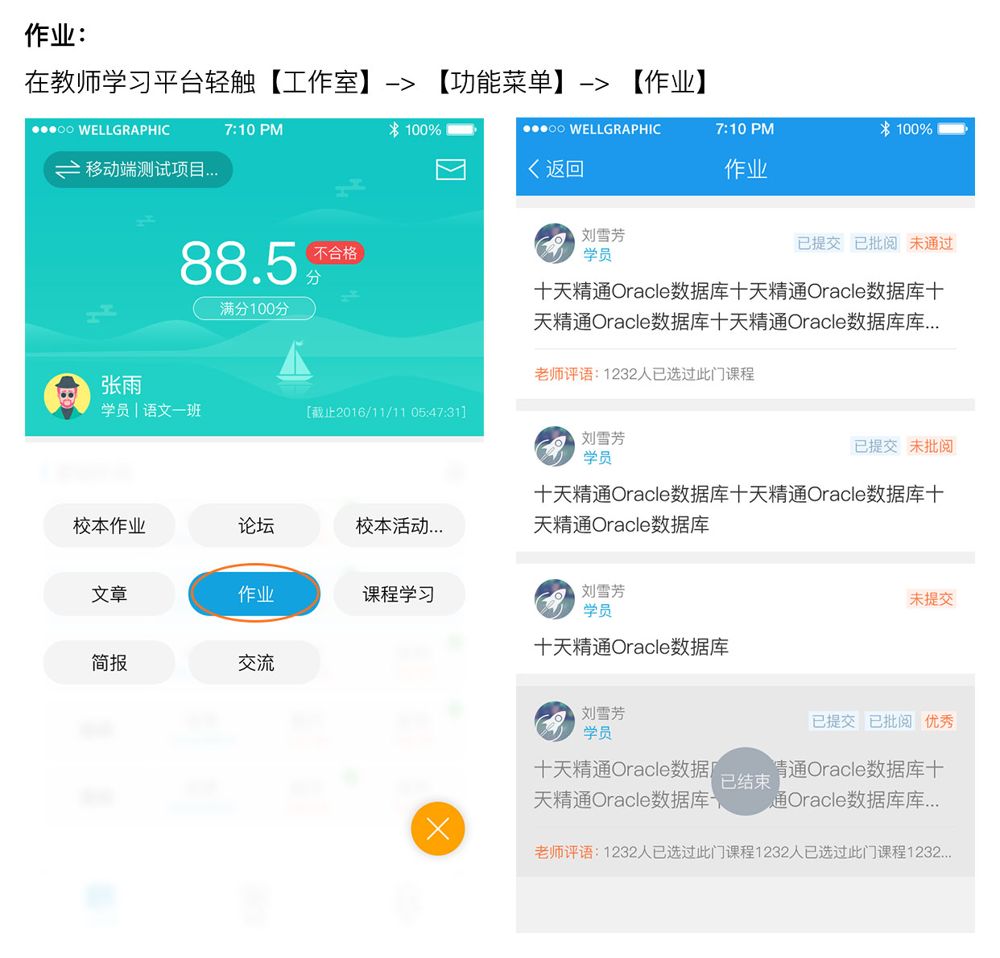 作业：
在教师学习平台轻触【工作室】–> 【功能菜单】–> 【作业】
WELLGRAPHIC 7:10 PM 100%
移动端测试项目...
88.5
不合格
分
满分100分
张雨
学员 | 语文一班
[截止2016/11/11 05:47:31]
校本作业 论坛 校本活动...
文章 作业 课程学习
简报 交流
WELLGRAPHIC 7:10 PM 100%
返回 作业
刘雪芳
学员
已提交 已批阅 未通过
十天精通Oracle数据库十天精通Oracle数据库十
天精通Oracle数据库十天精通Oracle数据库库...
老师评语：1232人已选过此门课程
刘雪芳
学员
已提交 未批阅
十天精通Oracle数据库十天精通Oracle数据库十
天精通Oracle数据库
刘雪芳
学员
未提交
十天精通Oracle数据库
刘雪芳
学员
已提交 已批阅 优秀
十天精通Oracle数据 精通Oracle数据库十
天精通Oracle数据库 通Oracle数据库库...
已结束
老师评语：1232人已选过此门课程1232人已选过此门课程1232...